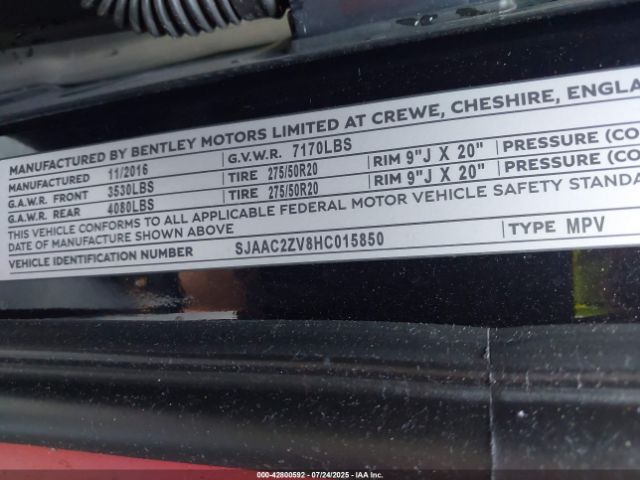 MANUFACTURED BY BENTLEY MOTORS LIMITED AT CREWE, CHESHIRE, ENGLA
MANUFACTURED 11/2016 G.V.W.R. 7170LBS
G.A.W.R. FRONT 3530LBS TIRE 275/50R20 RIM 9"J X 20" PRESSURE (CO
G.A.W.R. REAR 4080LBS TIRE 275/50R20 RIM 9"J X 20" PRESSURE (CO
THIS VEHICLE CONFORMS TO ALL APPLICABLE FEDERAL MOTOR VEHICLE SAFETY STANDA
DATE OF MANUFACTURE SHOWN ABOVE
VEHICLE IDENTIFICATION NUMBER SJAAC2ZV8HC015850 TYPE MPV
000-42800592 - 07/24/2025 - IAA Inc.